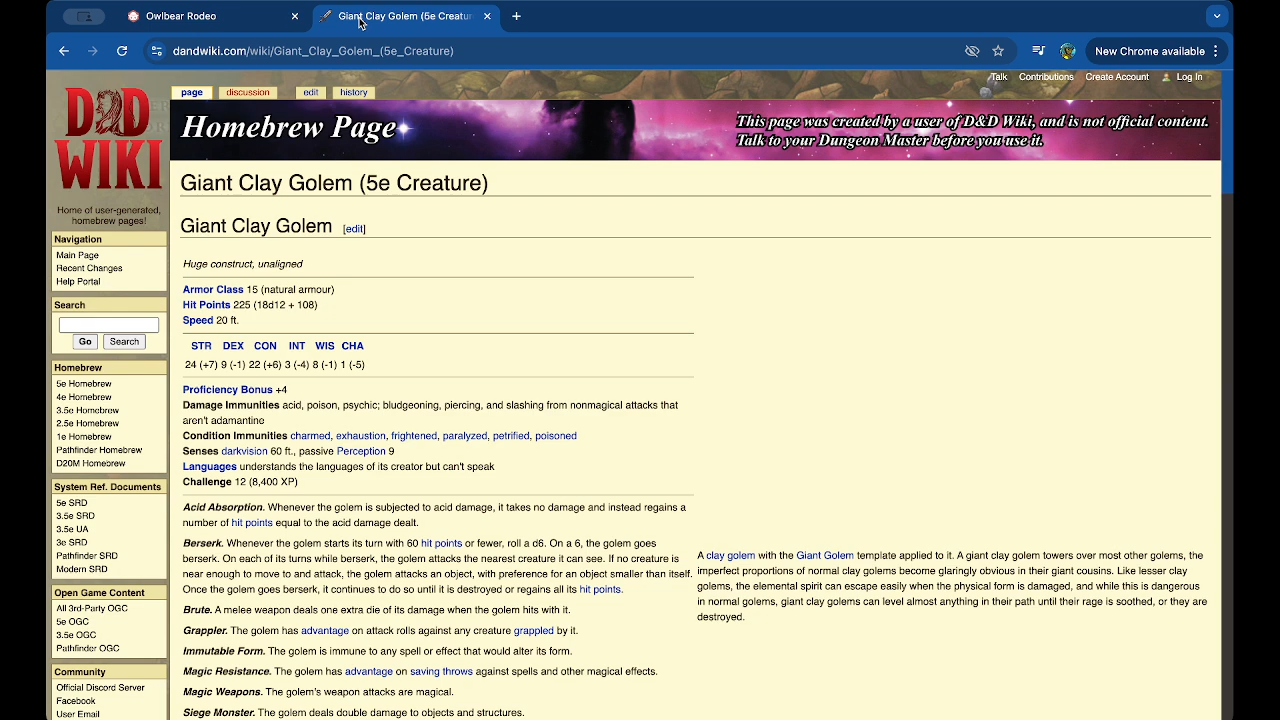 Owlbear Rodeo
Giant Clay Golem (5e Creatur
dandwiki.com/wiki/Giant_Clay_Golem_(5e_Creature)
New Chrome available
Talk Contributions Create Account Log In
page discussion edit history
D&D
WIKI
Home of user-generated,
homebrew pages!
Homebrew Page
This page was created by a user of D&D Wiki, and is not official content.
Talk to your Dungeon Master before you use it.
Navigation
Main Page
Recent Changes
Help Portal
Search
Go Search
Homebrew
5e Homebrew
4e Homebrew
3.5e Homebrew
2.5e Homebrew
1e Homebrew
Pathfinder Homebrew
D20M Homebrew
System Ref. Documents
5e SRD
3.5e SRD
3.5e UA
3e SRD
Pathfinder SRD
Modern SRD
Open Game Content
All 3rd-Party OGC
5e OGC
3.5e OGC
Pathfinder OGC
Community
Official Discord Server
Facebook
User Email
Giant Clay Golem (5e Creature)
Giant Clay Golem [edit]
Huge construct, unaligned
Armor Class 15 (natural armour)
Hit Points 225 (18d12 + 108)
Speed 20 ft.
STR DEX CON INT WIS CHA
24 (+7) 9 (-1) 22 (+6) 3 (-4) 8 (-1) 1 (-5)
Proficiency Bonus +4
Damage Immunities acid, poison, psychic; bludgeoning, piercing, and slashing from nonmagical attacks that
aren't adamantine
Condition Immunities charmed, exhaustion, frightened, paralyzed, petrified, poisoned
Senses darkvision 60 ft., passive Perception 9
Languages understands the languages of its creator but can't speak
Challenge 12 (8,400 XP)
Acid Absorption. Whenever the golem is subjected to acid damage, it takes no damage and instead regains a
number of hit points equal to the acid damage dealt.
Berserk. Whenever the golem starts its turn with 60 hit points or fewer, roll a d6. On a 6, the golem goes
berserk. On each of its turns while berserk, the golem attacks the nearest creature it can see. If no creature is
near enough to move to and attack, the golem attacks an object, with preference for an object smaller than itself.
Once the golem goes berserk, it continues to do so until it is destroyed or regains all its hit points.
Brute. A melee weapon deals one extra die of its damage when the golem hits with it.
Grappler. The golem has advantage on attack rolls against any creature grappled by it.
Immutable Form. The golem is immune to any spell or effect that would alter its form.
Magic Resistance. The golem has advantage on saving throws against spells and other magical effects.
Magic Weapons. The golem's weapon attacks are magical.
Siege Monster. The golem deals double damage to objects and structures.
A clay golem with the Giant Golem template applied to it. A giant clay golem towers over most other golems, the
imperfect proportions of normal clay golems become glaringly obvious in their giant cousins. Like lesser clay
golems, the elemental spirit can escape easily when the physical form is damaged, and while this is dangerous
in normal golems, giant clay golems can level almost anything in their path until their rage is soothed, or they are
destroyed.